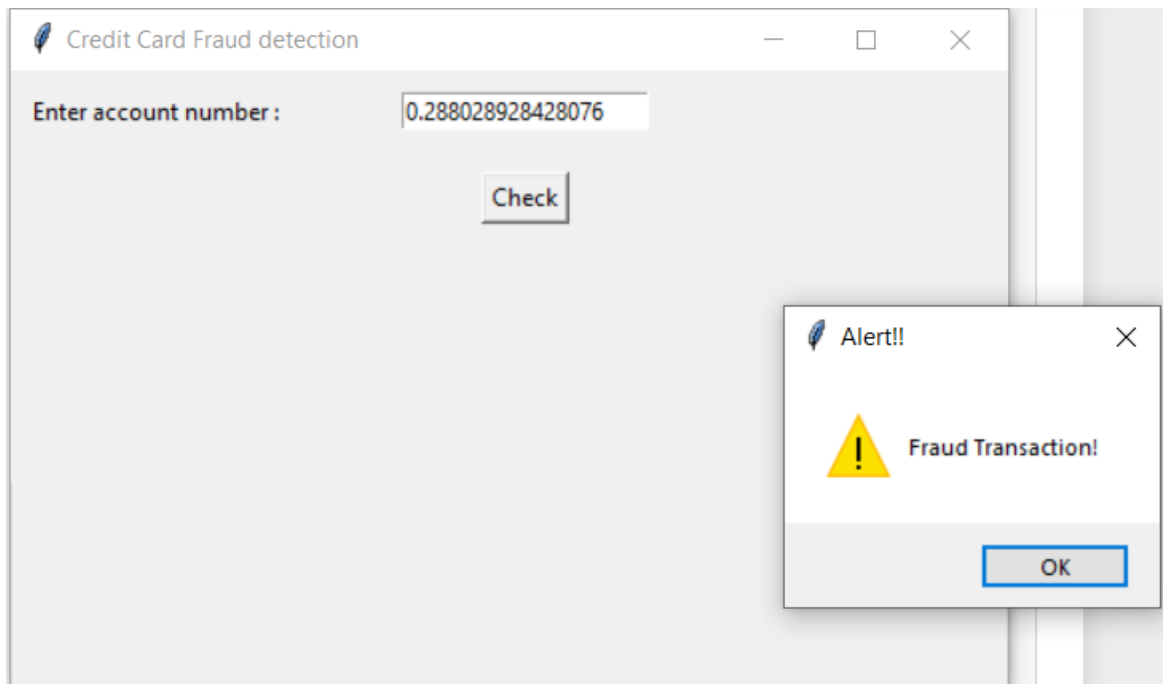 Credit Card Fraud detection
Enter account number : 0.288028928428076
Check
Alert!!
Fraud Transaction!
OK